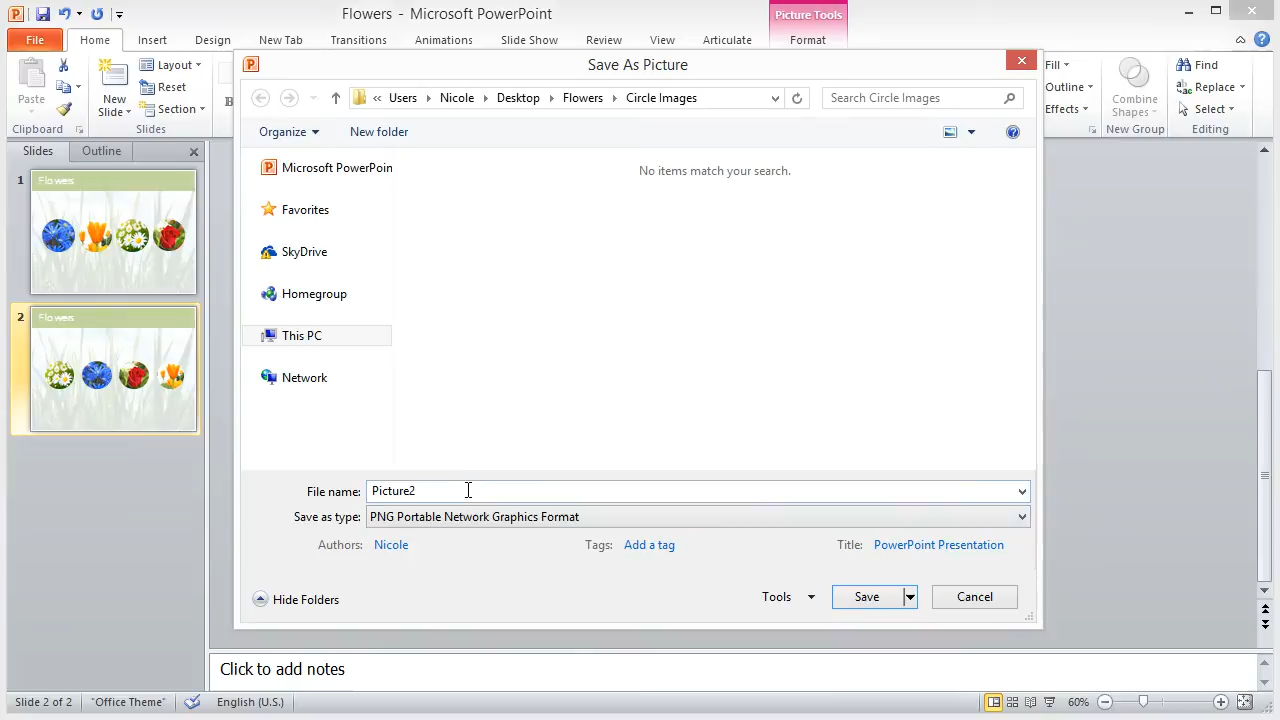 Flowers - Microsoft PowerPoint
Picture Tools
File Home Insert Design New Tab Transitions Animations Slide Show Review View Articulate Format
Paste
Clipboard
New Slide
Layout
Reset
Section
Slides
B
Save As Picture
Fill
Outline
Effects
Combine Shapes
New Group
Find
Replace
Select
Editing
« Users Nicole Desktop Flowers Circle Images
Search Circle Images
Organize New folder
Slides Outline
1
Flowers
2
Flowers
Microsoft PowerPoin
Favorites
SkyDrive
Homegroup
This PC
Network
No items match your search.
File name: Picture2
Save as type: PNG Portable Network Graphics Format
Authors: Nicole Tags: Add a tag Title: PowerPoint Presentation
Hide Folders Tools Save Cancel
Click to add notes
Slide 2 of 2 "Office Theme" English (U.S.) 60%